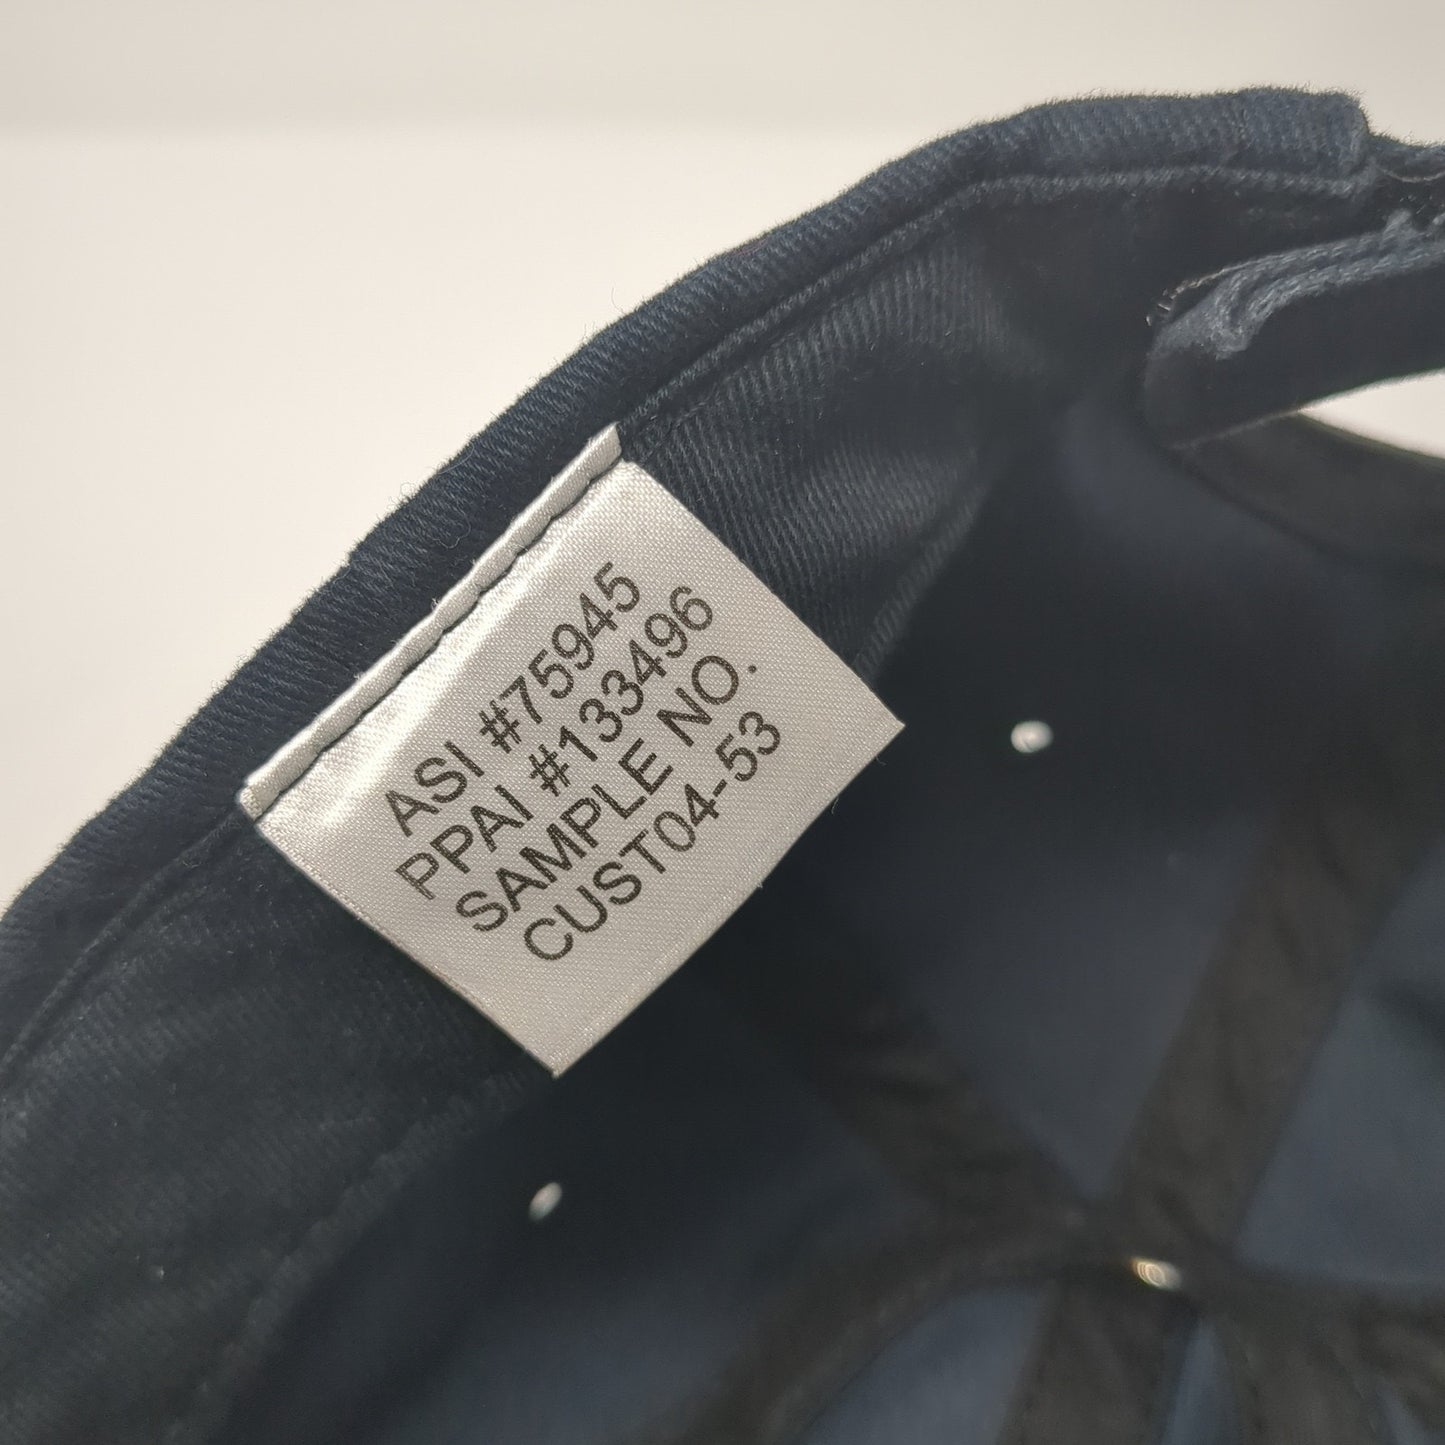 ASI #75945
PPAI #133496
SAMPLE NO.
CUST04-53